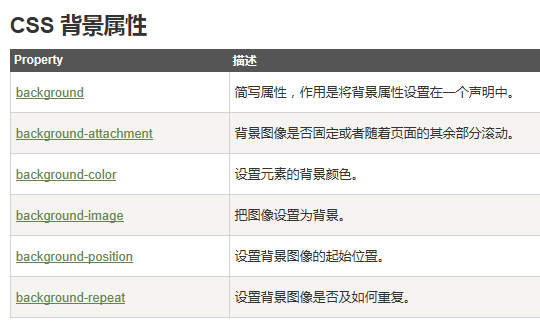 CSS 背景属性
Property 描述
background 简写属性，作用是将背景属性设置在一个声明中。
background-attachment 背景图像是否固定或者随着页面的其余部分滚动。
background-color 设置元素的背景颜色。
background-image 把图像设置为背景。
background-position 设置背景图像的起始位置。
background-repeat 设置背景图像是否及如何重复。